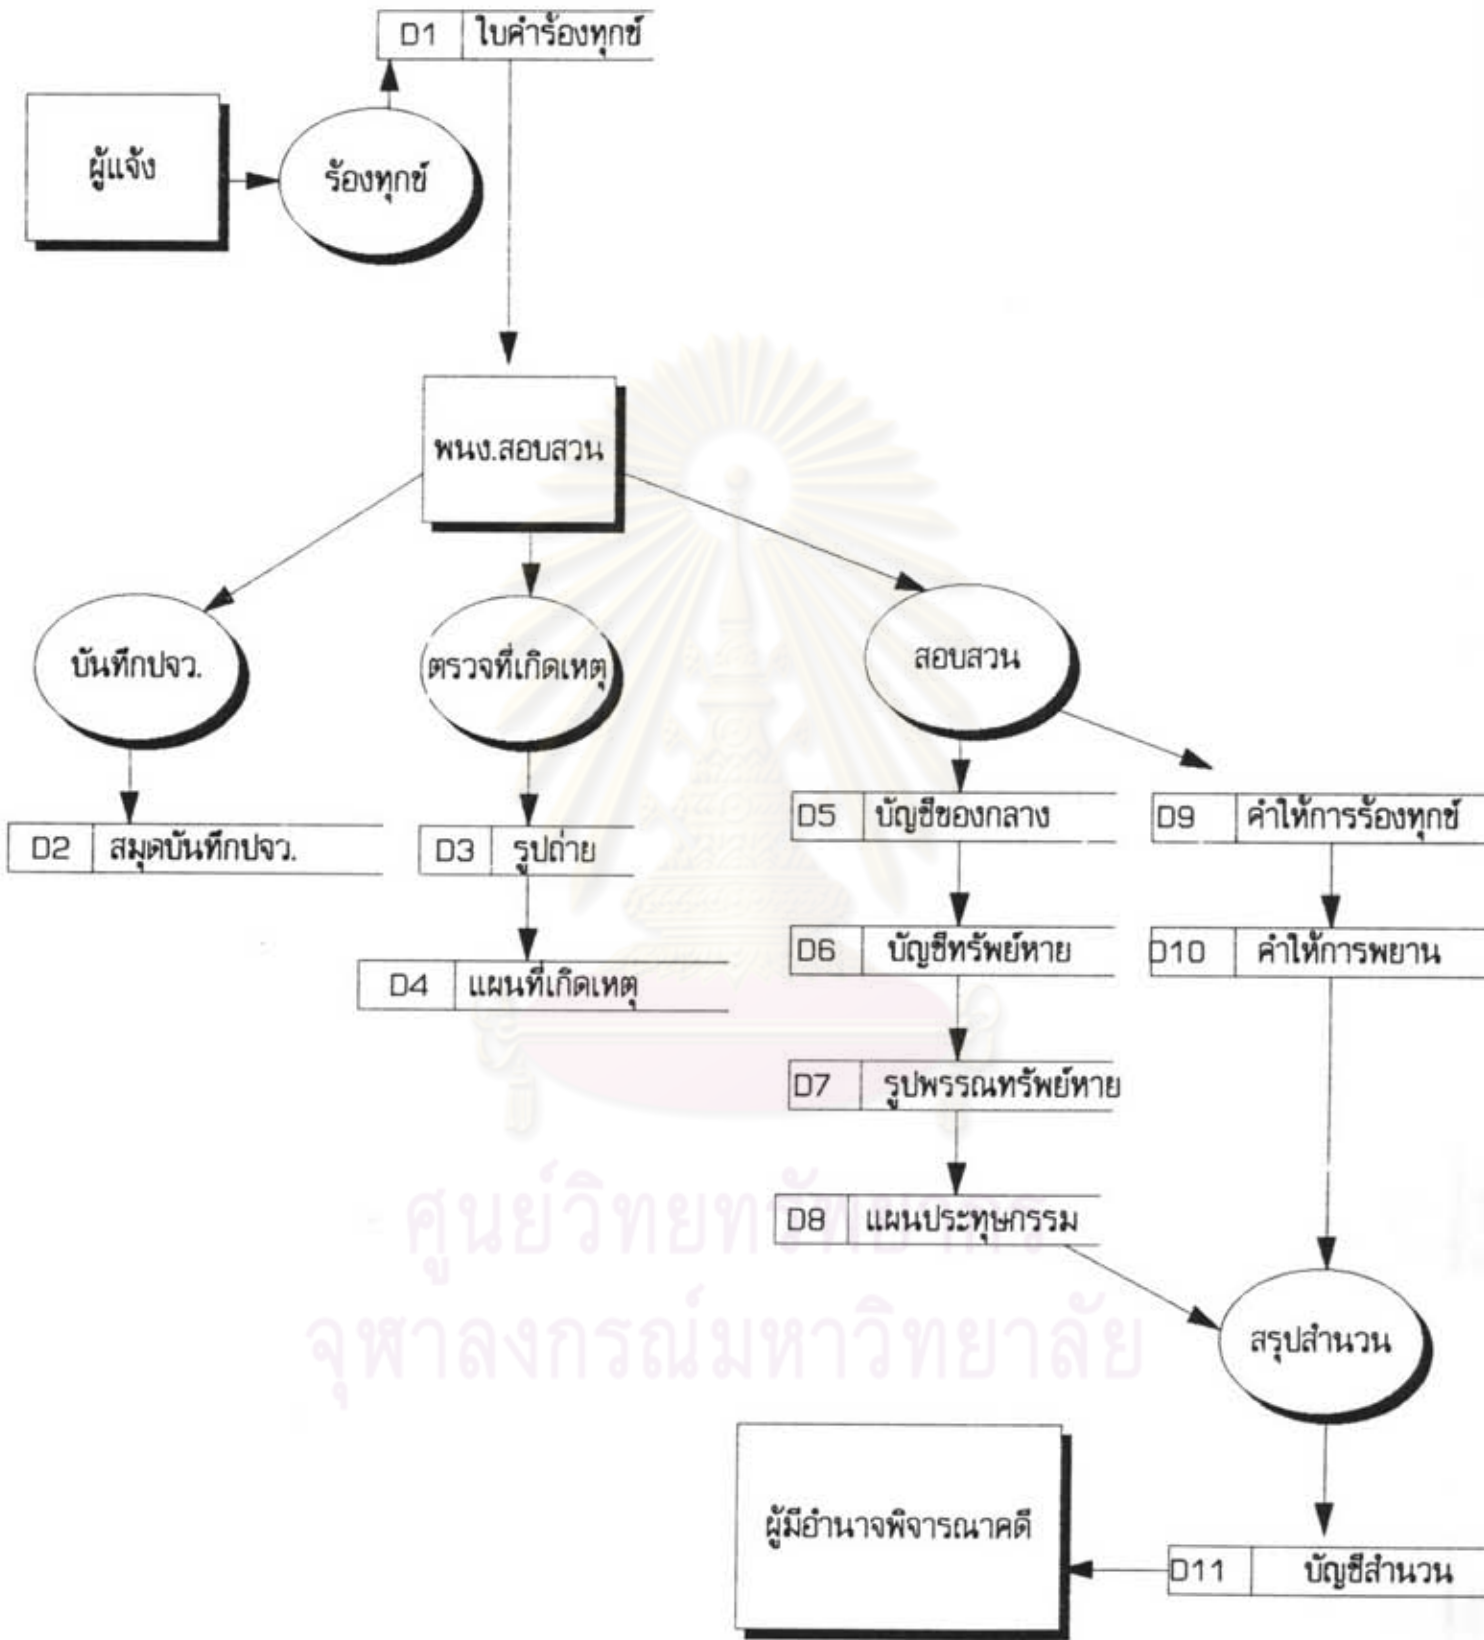 D1 ใบคำร้องทุกข์
ผู้แจ้ง
ร้องทุกข์
พนง.สอบสวน
บันทึกปจว.
ตรวจที่เกิดเหตุ
สอบสวน
D2 สมุดบันทึกปจว.
D3 รูปถ่าย
D5 บัญชีของกลาง
D9 คำให้การร้องทุกข์
D4 แผนที่เกิดเหตุ
D6 บัญชีทรัพย์หาย
D10 คำให้การพยาน
D7 รูปพรรณทรัพย์หาย
D8 แผนประทุษกรรม
ศูนย์วิทยทรัพยากร
จุฬาลงกรณ์มหาวิทยาลัย
สรุปสำนวน
ผู้มีอำนาจพิจารณาคดี
D11 บัญชีสำนวน